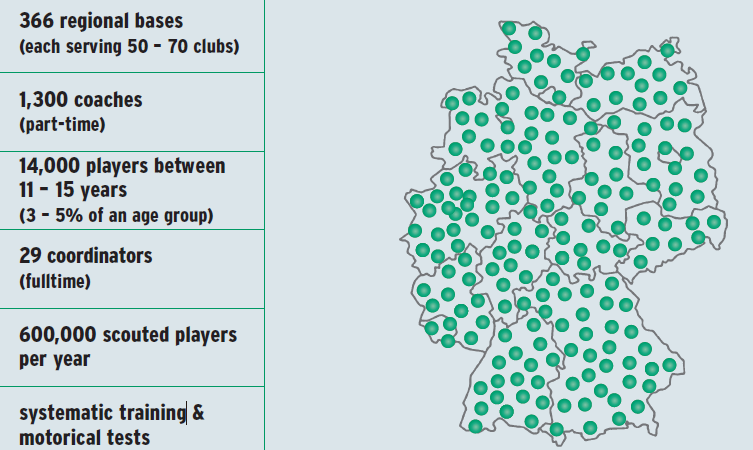 366 regional bases
(each serving 50 - 70 clubs)
1,300 coaches
(part-time)
14,000 players between
11 - 15 years
(3 - 5% of an age group)
29 coordinators
(fulltime)
600,000 scouted players
per year
systematic training &
motorical tests